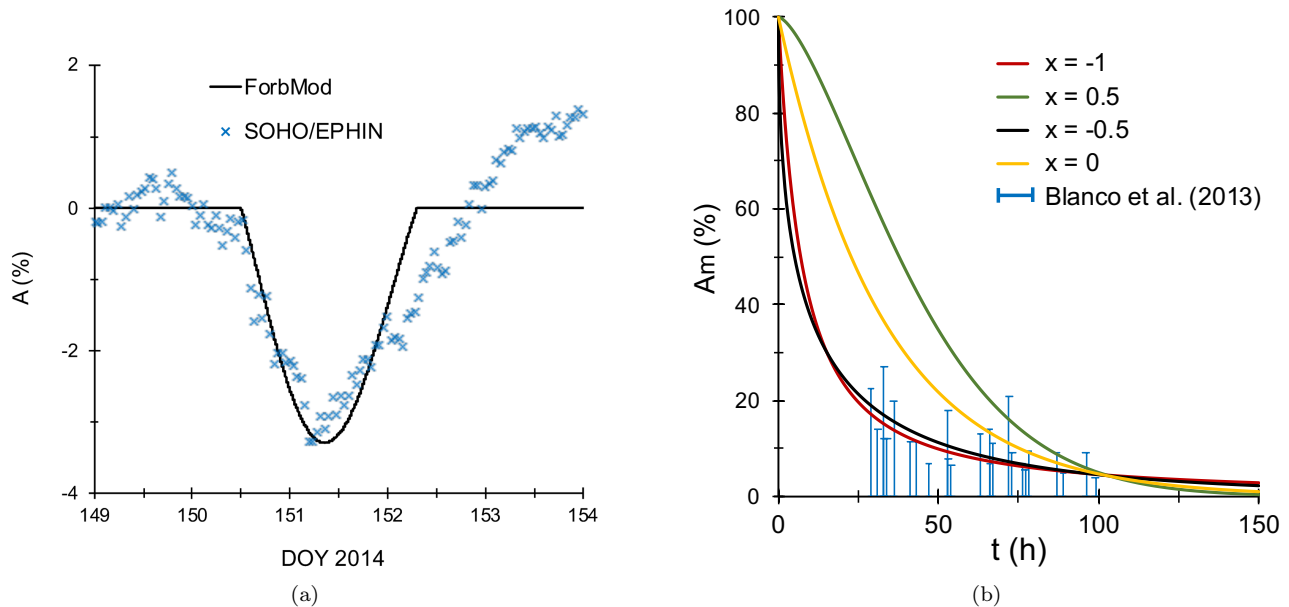 2
ForbMod
SOHO/EPHIN
0
-2
-4
A (%)
149 150 151 152 153 154
DOY 2014
(a)
100
80
60
40
20
0
Am (%)
x = -1
x = 0.5
x = -0.5
x = 0
Blanco et al. (2013)
0 50 100 150
t (h)
(b)